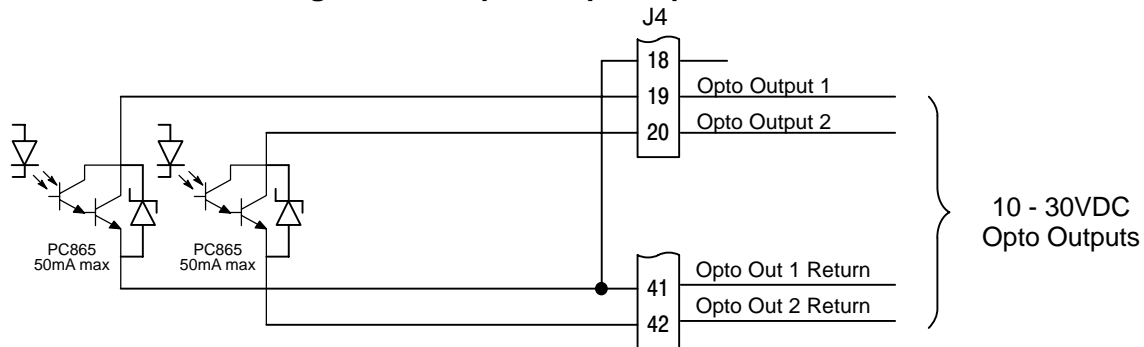 J4
18
19
Opto Output 1
20
Opto Output 2
10 - 30VDC
Opto Outputs
PC865
50mA max
PC865
50mA max
41
Opto Out 1 Return
42
Opto Out 2 Return